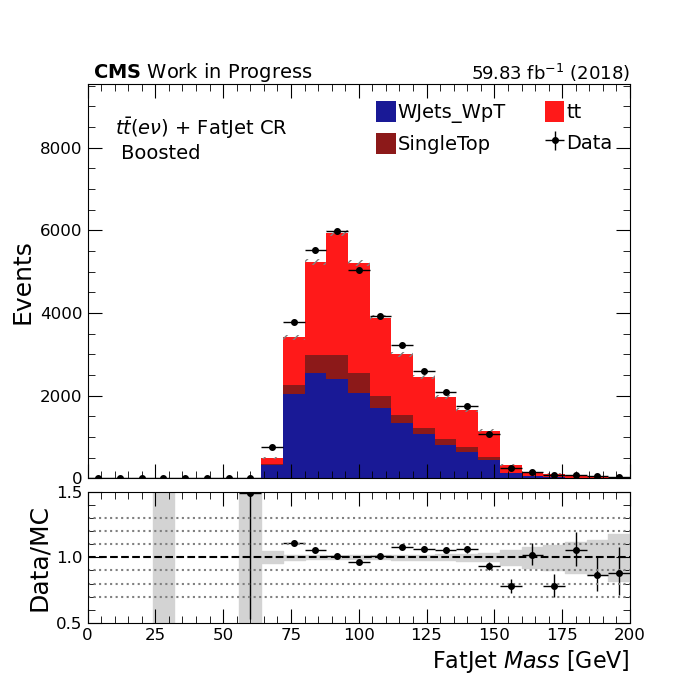 CMS Work in Progress 59.83 fb⁻¹ (2018)
WJets_WpT tt
tt̄(eν) + FatJet CR
SingleTop Data
Boosted
Events
8000
6000
4000
2000
0
Data/MC
1.5
1.0
0.5
0 25 50 75 100 125 150 175 200
FatJet Mass [GeV]